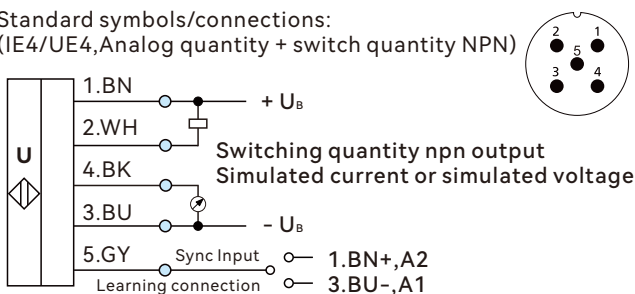 Standard symbols/connections:
(IE4/UE4,Analog quantity + switch quantity NPN)
2 1
5
3 4
1.BN
+ UB
2.WH
U
Switching quantity npn output
4.BK
Simulated current or simulated voltage
3.BU
- UB
5.GY
Sync Input
1.BN+,A2
Learning connection
3.BU-,A1